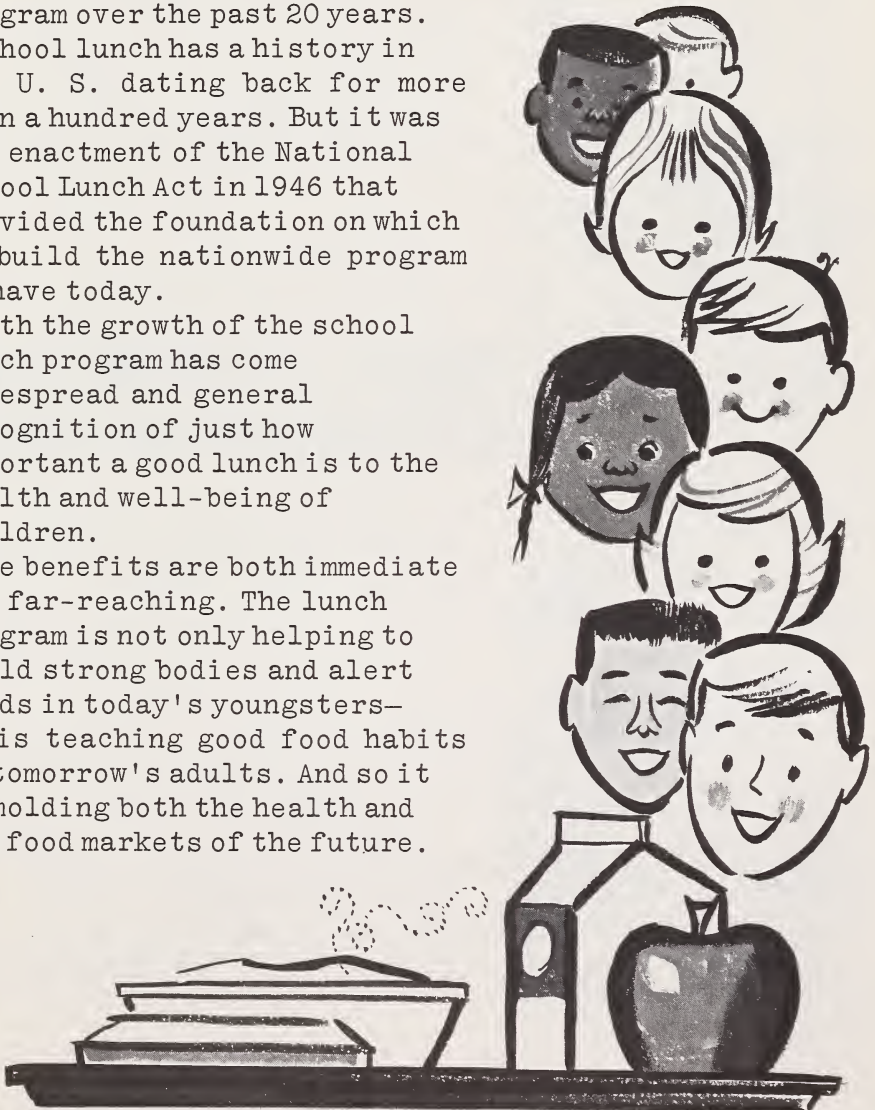 gram over the past 20 years.
hool lunch has a history in
U. S. dating back for more
n a hundred years. But it was
enactment of the National
ool Lunch Act in 1946 that
vided the foundation on which
build the nationwide program
have today.
th the growth of the school
ch program has come
espread and general
ognition of just how
ortant a good lunch is to the
lth and well-being of
ldren.
e benefits are both immediate
far-reaching. The lunch
gram is not only helping to
ld strong bodies and alert
ds in today's youngsters—
is teaching good food habits
tomorrow's adults. And so it
molding both the health and
food markets of the future.